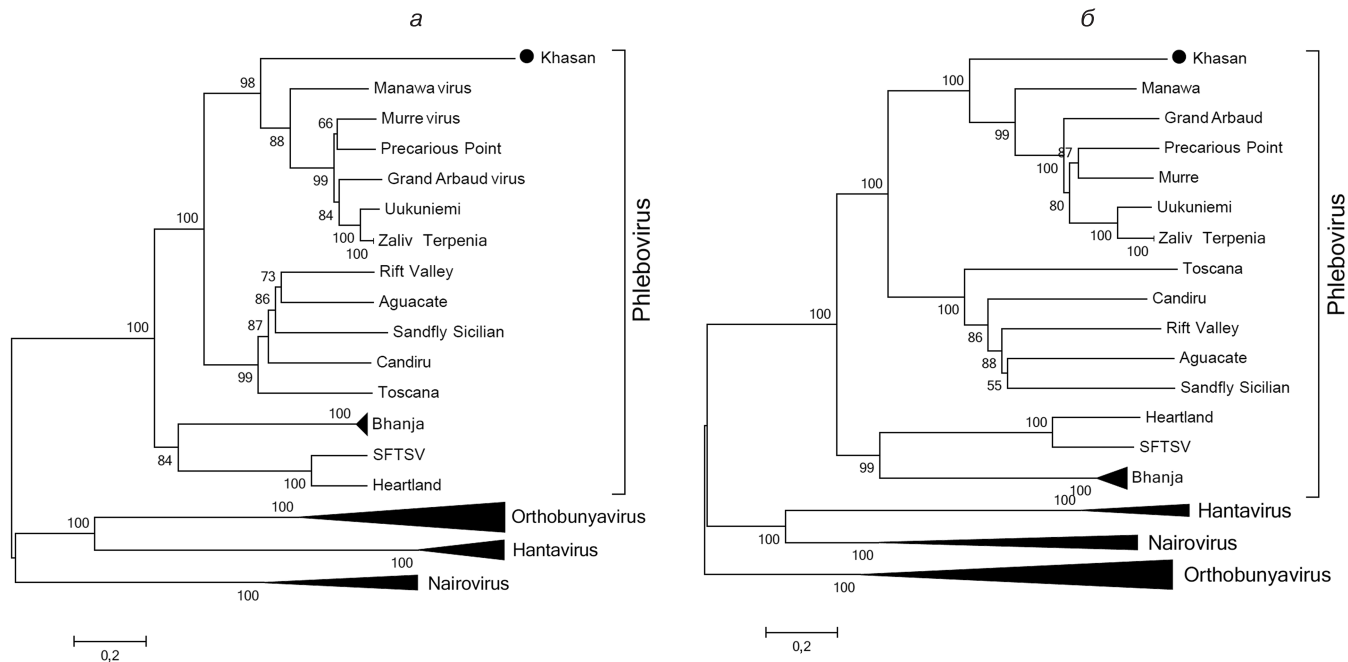 а
98
Khasan
Manawa virus
66
Murre virus
88
Precarious Point
99
Grand Arbaud virus
84
Uukuniemi
100
Zaliv Terpenia
100
100
73
Rift Valley
86
Aguacate
87
Sandfly Sicilian
Candiru
99
Toscana
100
100
Bhanja
84
SFTSV
100
Heartland
Phlebovirus
100
Orthobunyavirus
100
Hantavirus
100
Nairovirus
100
0,2
б
100
Khasan
Manawa
99
Grand Arbaud
87
Precarious Point
100
Murre
80
Uukuniemi
100
Zaliv Terpenia
100
100
Toscana
100
Candiru
86
Rift Valley
88
Aguacate
55
Sandfly Sicilian
100
Heartland
100
SFTSV
99
Bhanja
100
Phlebovirus
100
Hantavirus
100
Nairovirus
100
Orthobunyavirus
100
0,2